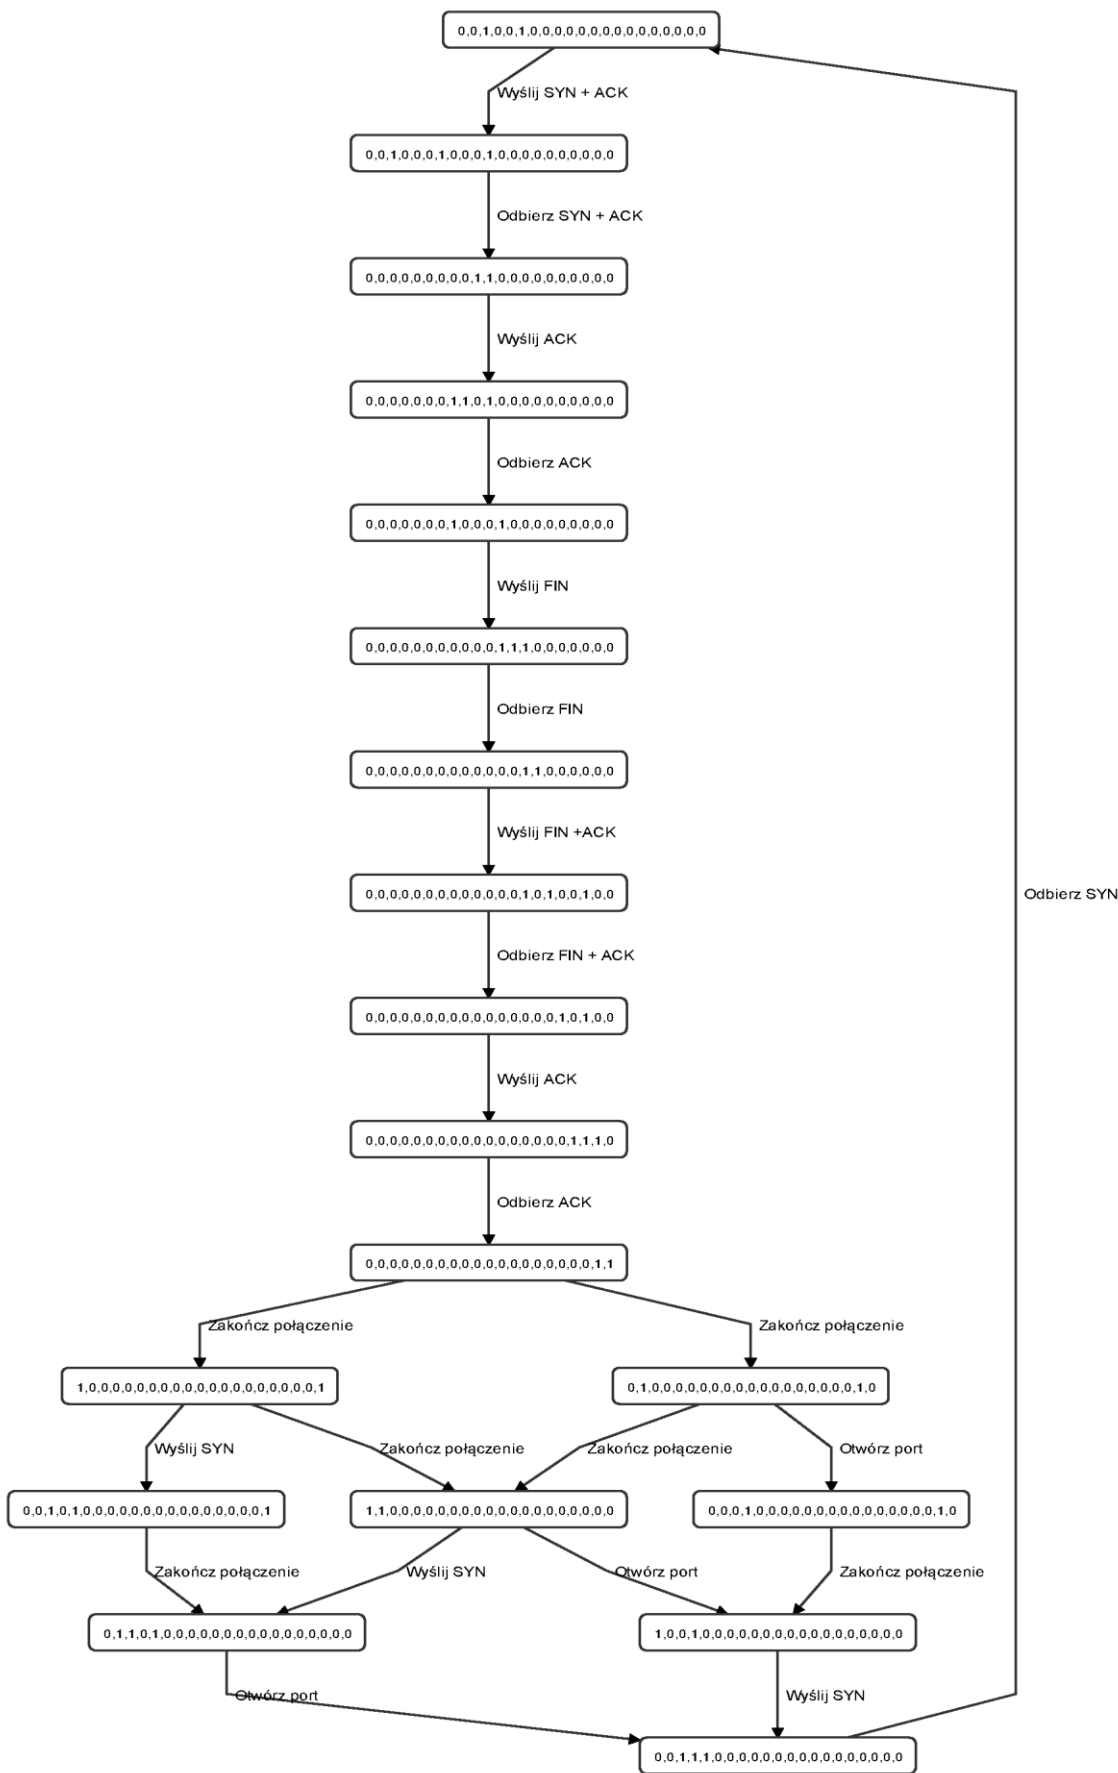 0,0,1,0,0,1,0,0,0,0,0,0,0,0,0,0,0,0,0,0,0
Wyślij SYN + ACK
0,0,1,0,0,0,1,0,0,0,1,0,0,0,0,0,0,0,0,0,0
Odbierz SYN + ACK
0,0,0,0,0,0,0,0,0,1,1,0,0,0,0,0,0,0,0,0,0
Wyślij ACK
0,0,0,0,0,0,0,1,1,0,1,0,0,0,0,0,0,0,0,0,0
Odbierz ACK
0,0,0,0,0,0,0,1,0,0,0,1,0,0,0,0,0,0,0,0,0
Wyślij FIN
0,0,0,0,0,0,0,0,0,0,0,1,1,1,0,0,0,0,0,0,0
Odbierz FIN
0,0,0,0,0,0,0,0,0,0,0,0,0,1,1,0,0,0,0,0,0
Wyślij FIN +ACK
0,0,0,0,0,0,0,0,0,0,0,0,0,1,0,1,0,0,1,0,0
Odbierz SYN
Odbierz FIN + ACK
0,0,0,0,0,0,0,0,0,0,0,0,0,0,0,0,1,0,1,0,0
Wyślij ACK
0,0,0,0,0,0,0,0,0,0,0,0,0,0,0,0,0,1,1,1,0
Odbierz ACK
0,0,0,0,0,0,0,0,0,0,0,0,0,0,0,0,0,0,0,1,1
Zakończ połączenie
Zakończ połączenie
1,0,0,0,0,0,0,0,0,0,0,0,0,0,0,0,0,0,0,0,1
0,1,0,0,0,0,0,0,0,0,0,0,0,0,0,0,0,0,0,1,0
Wyślij SYN
Zakończ połączenie
Zakończ połączenie
Otwórz port
0,0,1,0,1,0,0,0,0,0,0,0,0,0,0,0,0,0,0,0,1
1,1,0,0,0,0,0,0,0,0,0,0,0,0,0,0,0,0,0,0,0
0,0,0,1,0,0,0,0,0,0,0,0,0,0,0,0,0,0,0,1,0
Zakończ połączenie
Wyślij SYN
Otwórz port
Zakończ połączenie
0,1,1,0,1,0,0,0,0,0,0,0,0,0,0,0,0,0,0,0,0
1,0,0,1,0,0,0,0,0,0,0,0,0,0,0,0,0,0,0,0,0
Otwórz port
Wyślij SYN
0,0,1,1,1,0,0,0,0,0,0,0,0,0,0,0,0,0,0,0,0